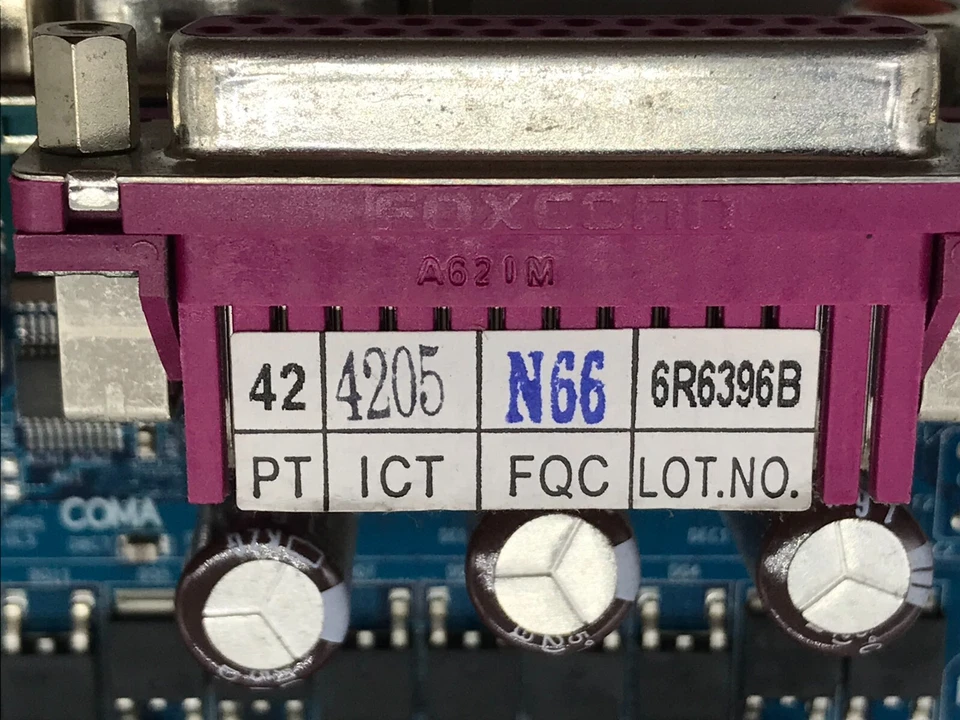 FOXCONN
A621M
42 4205 N66 6R6396B
PT ICT FQC LOT.NO.
COMA